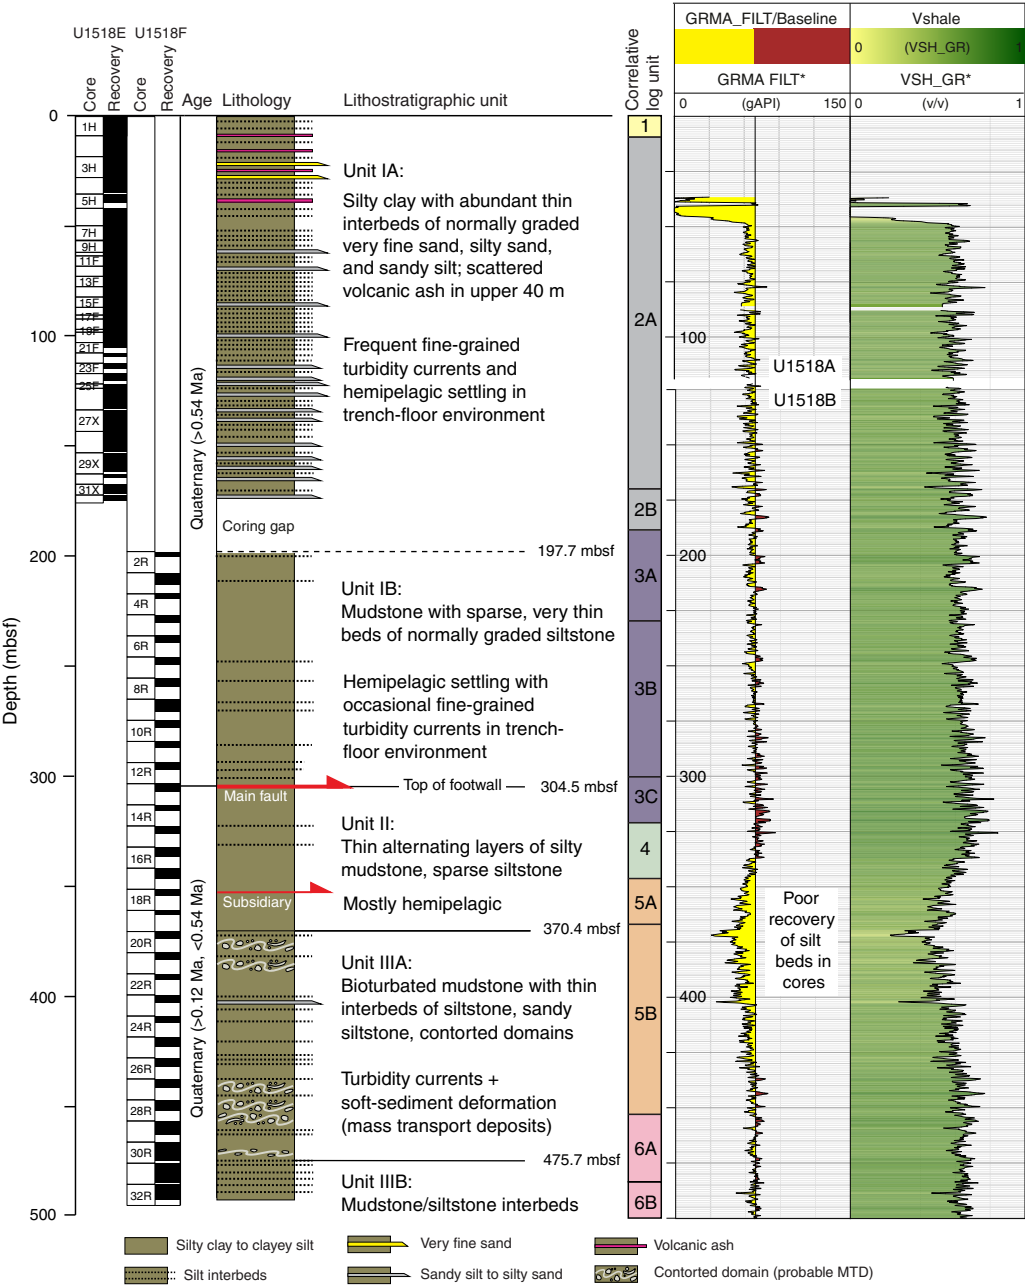 U1518E U1518F
Core
Recovery
Core
Recovery
Age
Lithology
Lithostratigraphic unit
Correlative
log unit
GRMA_FILT/Baseline
Vshale
0 (VSH_GR) 1
GRMA FILT*
VSH_GR*
0 (gAPI) 150
0 (v/v) 1
Depth (mbsf)
0
100
200
300
400
500
1H
3H
5H
7H
9H
11F
13F
15F
17F
19F
21F
23F
25F
27X
29X
31X
2R
4R
6R
8R
10R
12R
14R
16R
18R
20R
22R
24R
26R
28R
30R
32R
Quaternary (>0.54 Ma)
Quaternary (>0.12 Ma, <0.54 Ma)
Coring gap
Main fault
Subsidiary
Unit IA:
Silty clay with abundant thin
interbeds of normally graded
very fine sand, silty sand,
and sandy silt; scattered
volcanic ash in upper 40 m
Frequent fine-grained
turbidity currents and
hemipelagic settling in
trench-floor environment
197.7 mbsf
Unit IB:
Mudstone with sparse, very thin
beds of normally graded siltstone
Hemipelagic settling with
occasional fine-grained
turbidity currents in trench-
floor environment
Top of footwall
304.5 mbsf
Unit II:
Thin alternating layers of silty
mudstone, sparse siltstone
Mostly hemipelagic
370.4 mbsf
Unit IIIA:
Bioturbated mudstone with thin
interbeds of siltstone, sandy
siltstone, contorted domains
Turbidity currents +
soft-sediment deformation
(mass transport deposits)
475.7 mbsf
Unit IIIB:
Mudstone/siltstone interbeds
1
2A
2B
3A
3B
3C
4
5A
5B
6A
6B
100
200
300
400
U1518A
U1518B
Poor
recovery
of silt
beds in
cores
Silty clay to clayey silt
Very fine sand
Volcanic ash
Silt interbeds
Sandy silt to silty sand
Contorted domain (probable MTD)